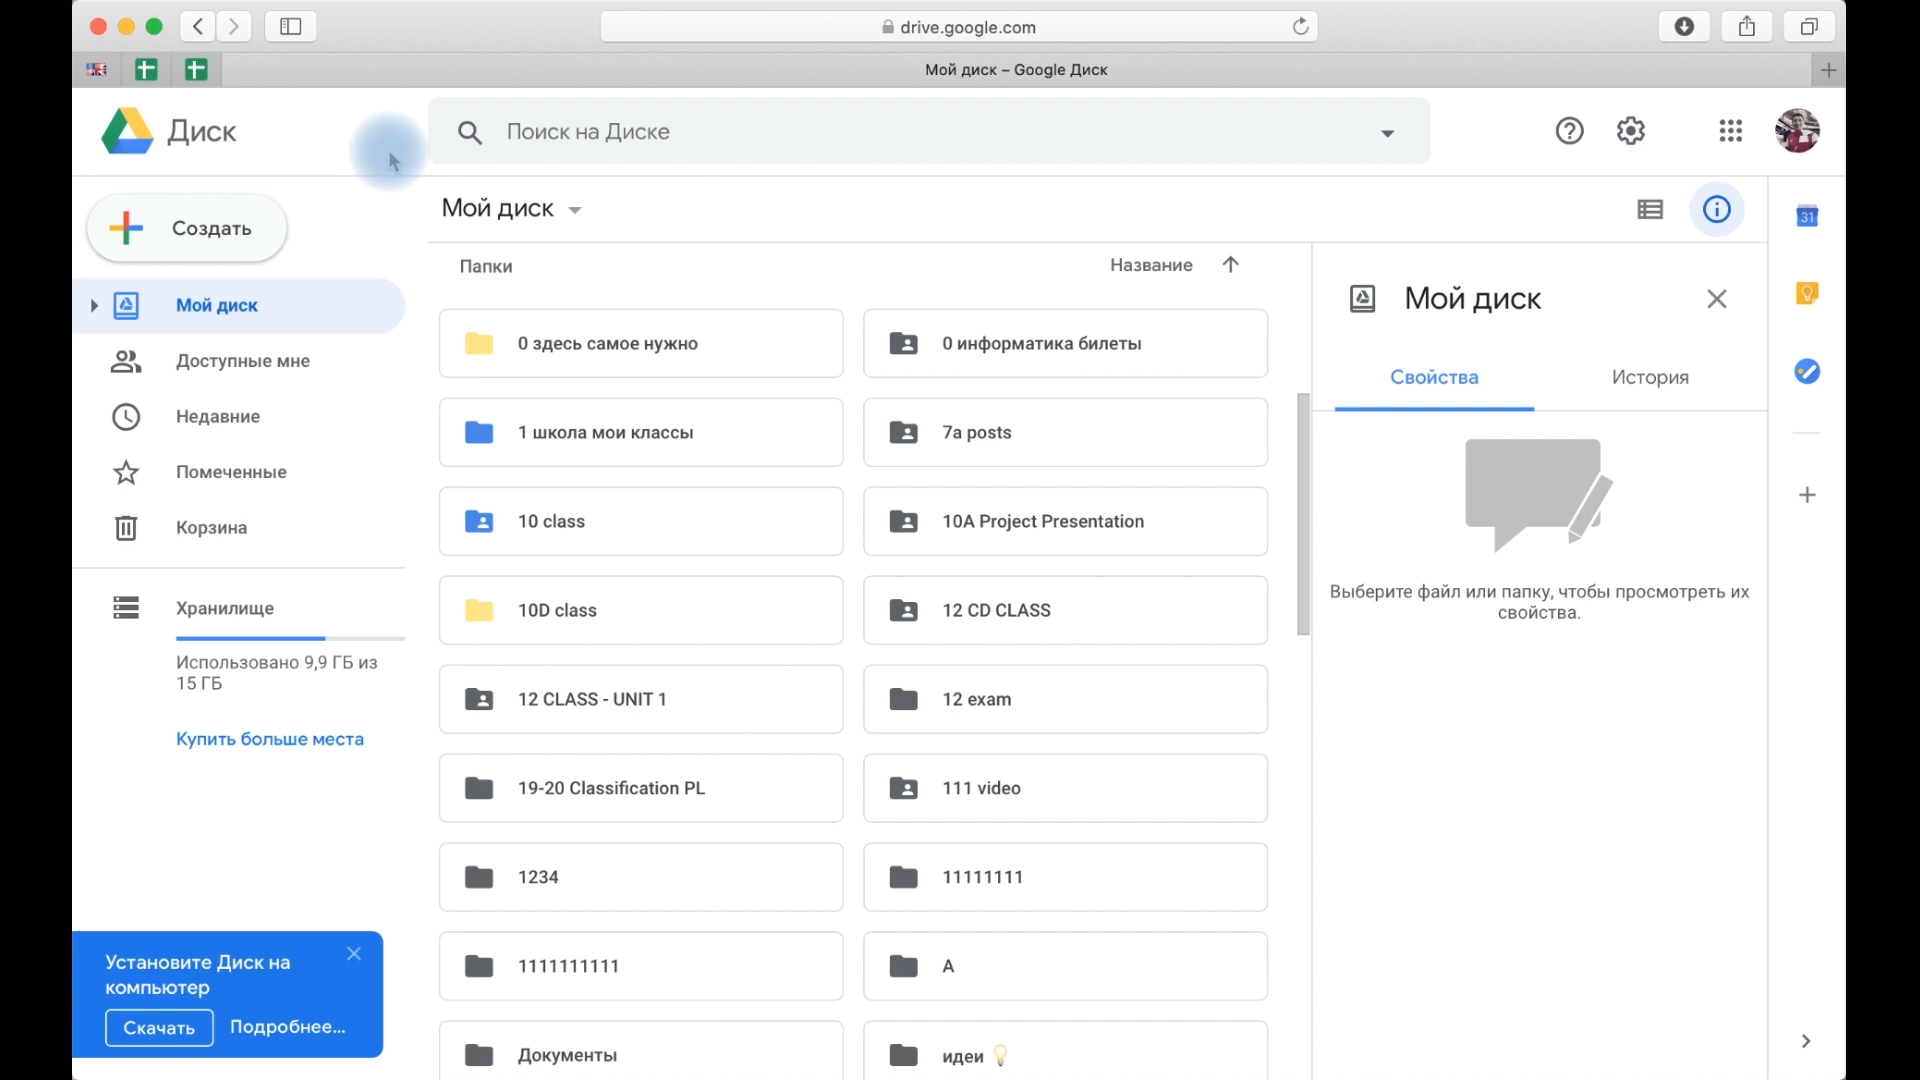 drive.google.com
Мой диск – Google Диск
Диск
Поиск на Диске
Создать
Мой диск
Доступные мне
Недавние
Помеченные
Корзина
Хранилище
Использовано 9,9 ГБ из
15 ГБ
Купить больше места
Установите Диск на
компьютер
Скачать
Подробнее...
Мой диск
Папки
Название
0 здесь самое нужно
0 информатика билеты
1 школа мои классы
7a posts
10 class
10A Project Presentation
10D class
12 CD CLASS
12 CLASS - UNIT 1
12 exam
19-20 Classification PL
111 video
1234
11111111
1111111111
A
Документы
идеи 💡
Мой диск
Свойства
История
Выберите файл или папку, чтобы просмотреть их
свойства.
31